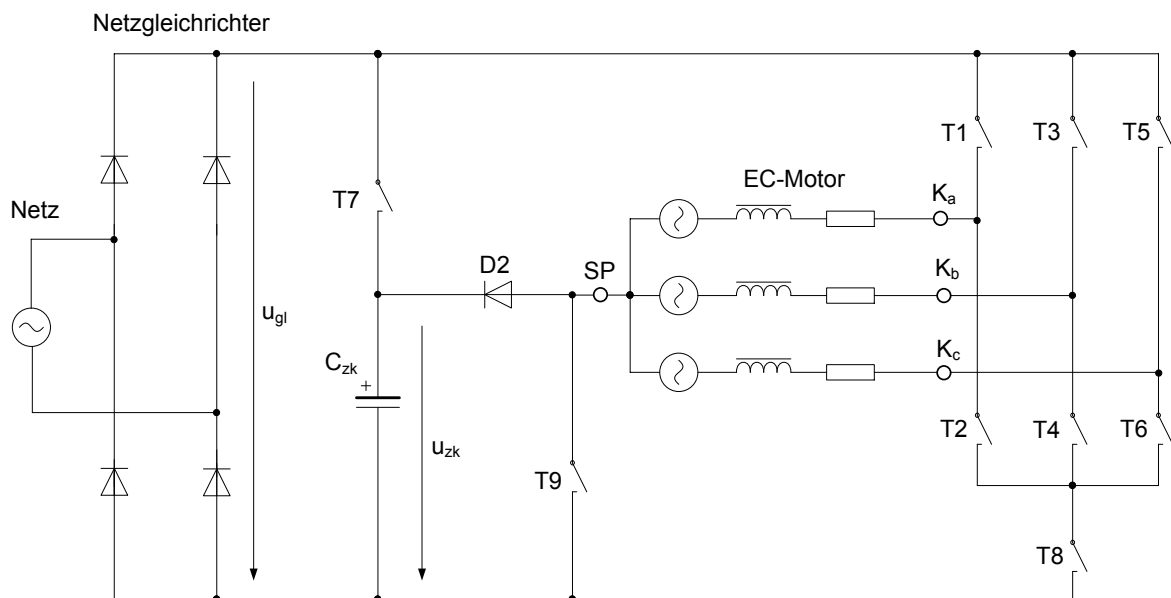 Netzgleichrichter
T1
T3
T5
T7
EC-Motor
Netz
Ka
D2
SP
Kb
ugl
Czk
+
Kc
uzk
T2
T4
T6
T9
T8